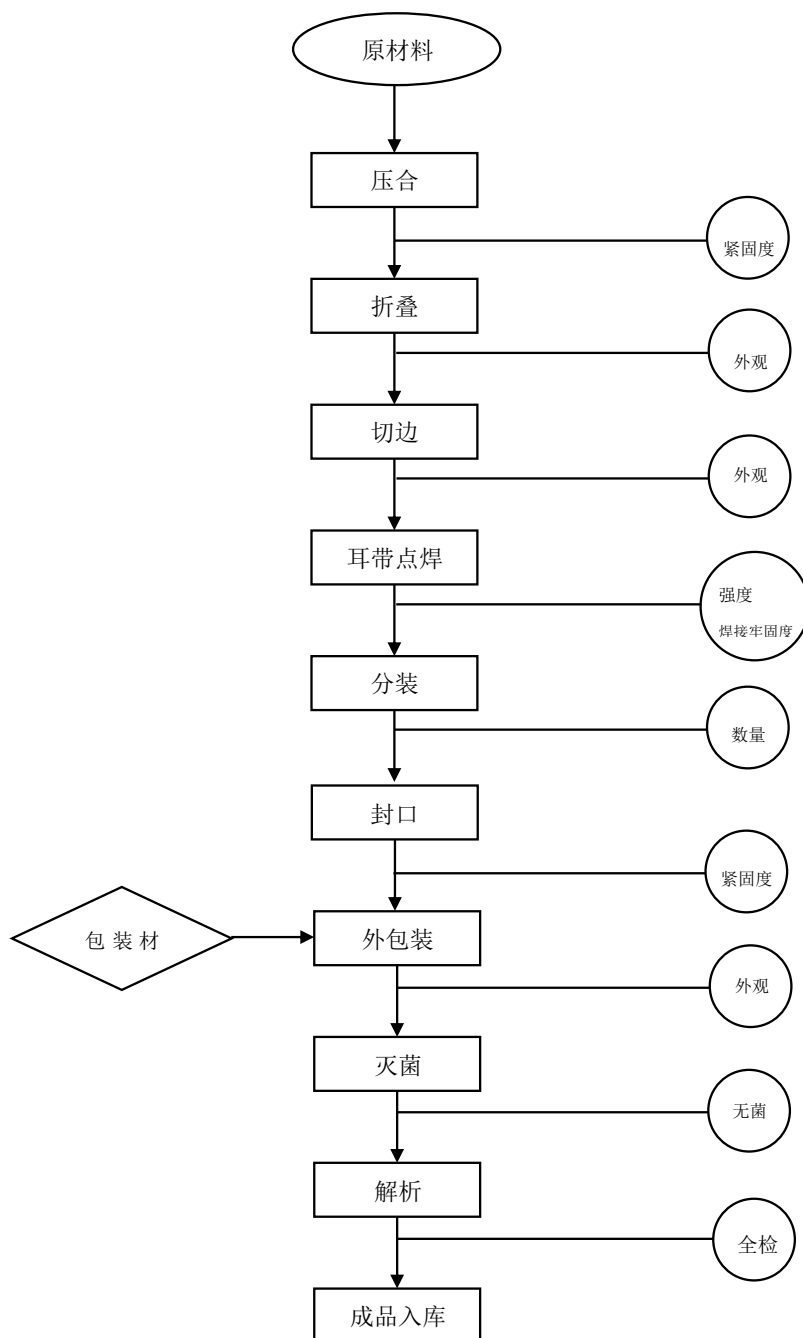 原材料
压合
紧固度
折叠
外观
切边
外观
耳带点焊
强度
焊接牢固度
分装
数量
封口
紧固度
包 装 材
外包装
外观
灭菌
无菌
解析
全检
成品入库